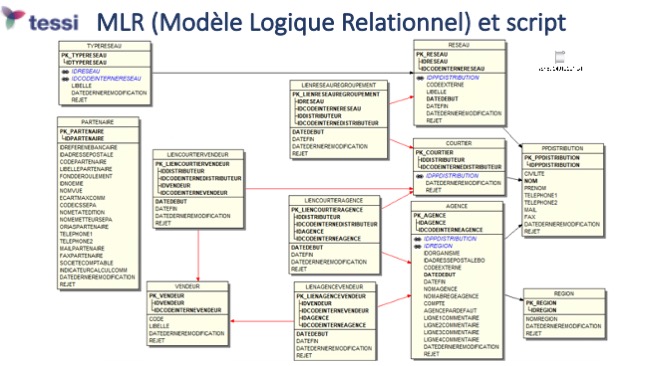 tessi
MLR (Modèle Logique Relationnel) et script
TYPERESEAU
PK_TYPERESEAU
IDTYPERESEAU
IDRESEAU
IDCODEINTERNERESEAU
LIBELLE
DATEDERNIEREMODIFICATION
REJET
PARTENAIRE
PK_PARTENAIRE
IDPARTENAIRE
IDREFERENEBANCAIRE
IDADRESSEPOSTALE
CODEPARTENAIRE
LIBELLEPARTENAIRE
FONDDEROULEMENT
IDNOEME
NOMVUE
ECARTMAXCOMM
CODEICSSEPA
NOMETATEDITION
NOMEMETTEURSEPA
ORIASPARTENAIRE
TELEPHONE1
TELEPHONE2
MAILPARTENAIRE
FAXPARTENAIRE
SOCIETECOMPTABLE
INDICATEURCALCULCOMM
DATEDERNIEREMODIFICATION
REJET
LIENCOURTIERVENDEUR
PK_LIENCOURTIERVENDEUR
IDDISTRIBUTEUR
IDCODEINTERNEDISTRIBUTEUR
IDVENDEUR
IDCODEINTERNEVENDEUR
DATEDEBUT
DATEFIN
DATEDERNIEREMODIFICATION
REJET
VENDEUR
PK_VENDEUR
IDVENDEUR
IDCODEINTERNEVENDEUR
CODE
LIBELLE
DATEDERNIEREMODIFICATION
REJET
LIENRESEAUREGROUPEMENT
PK_LIENRESEAUREGROUPEMENT
IDRESEAU
IDCODEINTERNERESEAU
IDDISTRIBUTEUR
IDCODEINTERNEDISTRIBUTEUR
DATEDEBUT
DATEFIN
DATEDERNIEREMODIFICATION
REJET
LIENCOURTIERAGENCE
PK_LIENCOURTIERAGENCE
IDDISTRIBUTEUR
IDCODEINTERNEDISTRIBUTEUR
IDAGENCE
IDCODEINTERNEAGENCE
DATEDEBUT
DATEFIN
DATEDERNIEREMODIFICATION
REJET
LIENAGENCEVENDEUR
PK_LIENAGENCEVENDEUR
IDVENDEUR
IDCODEINTERNEVENDEUR
IDAGENCE
IDCODEINTERNEAGENCE
DATEDEBUT
DATEFIN
DATEDERNIEREMODIFICATION
REJET
RESEAU
PK_RESEAU
IDRESEAU
IDCODEINTERNERESEAU
IDPPDISTRIBUTION
CODEEXTERNE
LIBELLE
DATEDEBUT
DATEFIN
DATEDERNIEREMODIFICATION
REJET
COURTIER
PK_COURTIER
IDDISTRIBUTEUR
IDCODEINTERNEDISTRIBUTEUR
IDPPDISTRIBUTION
DATEDERNIEREMODIFICATION
REJET
AGENCE
PK_AGENCE
IDAGENCE
IDCODEINTERNEAGENCE
IDPPDISTRIBUTION
IDREGION
IDORGANISME
IDADRESSEPOSTALEBO
CODEEXTERNE
DATEDEBUT
DATEFIN
NOMAGENCE
NOMABREGEAGENCE
COMPTE
AGENCEPARDEFAUT
LIGNE1COMMENTAIRE
LIGNE2COMMENTAIRE
LIGNE3COMMENTAIRE
LIGNE4COMMENTAIRE
DATEDERNIEREMODIFICATION
REJET
PPDISTRIBUTION
PK_PPDISTRIBUTION
IDPPDISTRIBUTION
CIVILITE
NOM
PRENOM
TELEPHONE1
TELEPHONE2
MAIL
FAX
DATEDERNIEREMODIFICATION
REJET
REGION
PK_REGION
IDREGION
NOMREGION
DATEDERNIEREMODIFICATION
REJET